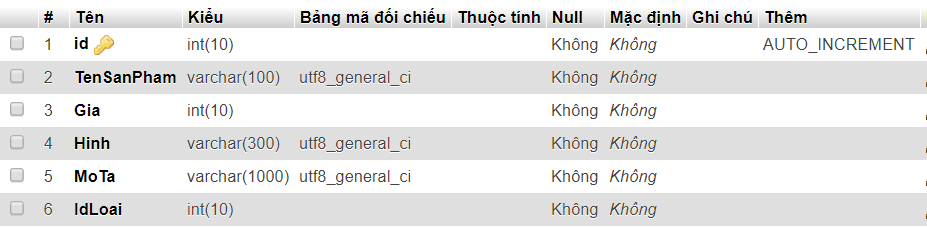 # Tên Kiểu Bảng mã đối chiếu Thuộc tính Null Mặc định Ghi chú Thêm
1 id int(10) Không Không AUTO_INCREMENT
2 TenSanPham varchar(100) utf8_general_ci Không Không
3 Gia int(10) Không Không
4 Hinh varchar(300) utf8_general_ci Không Không
5 MoTa varchar(1000) utf8_general_ci Không Không
6 IdLoai int(10) Không Không